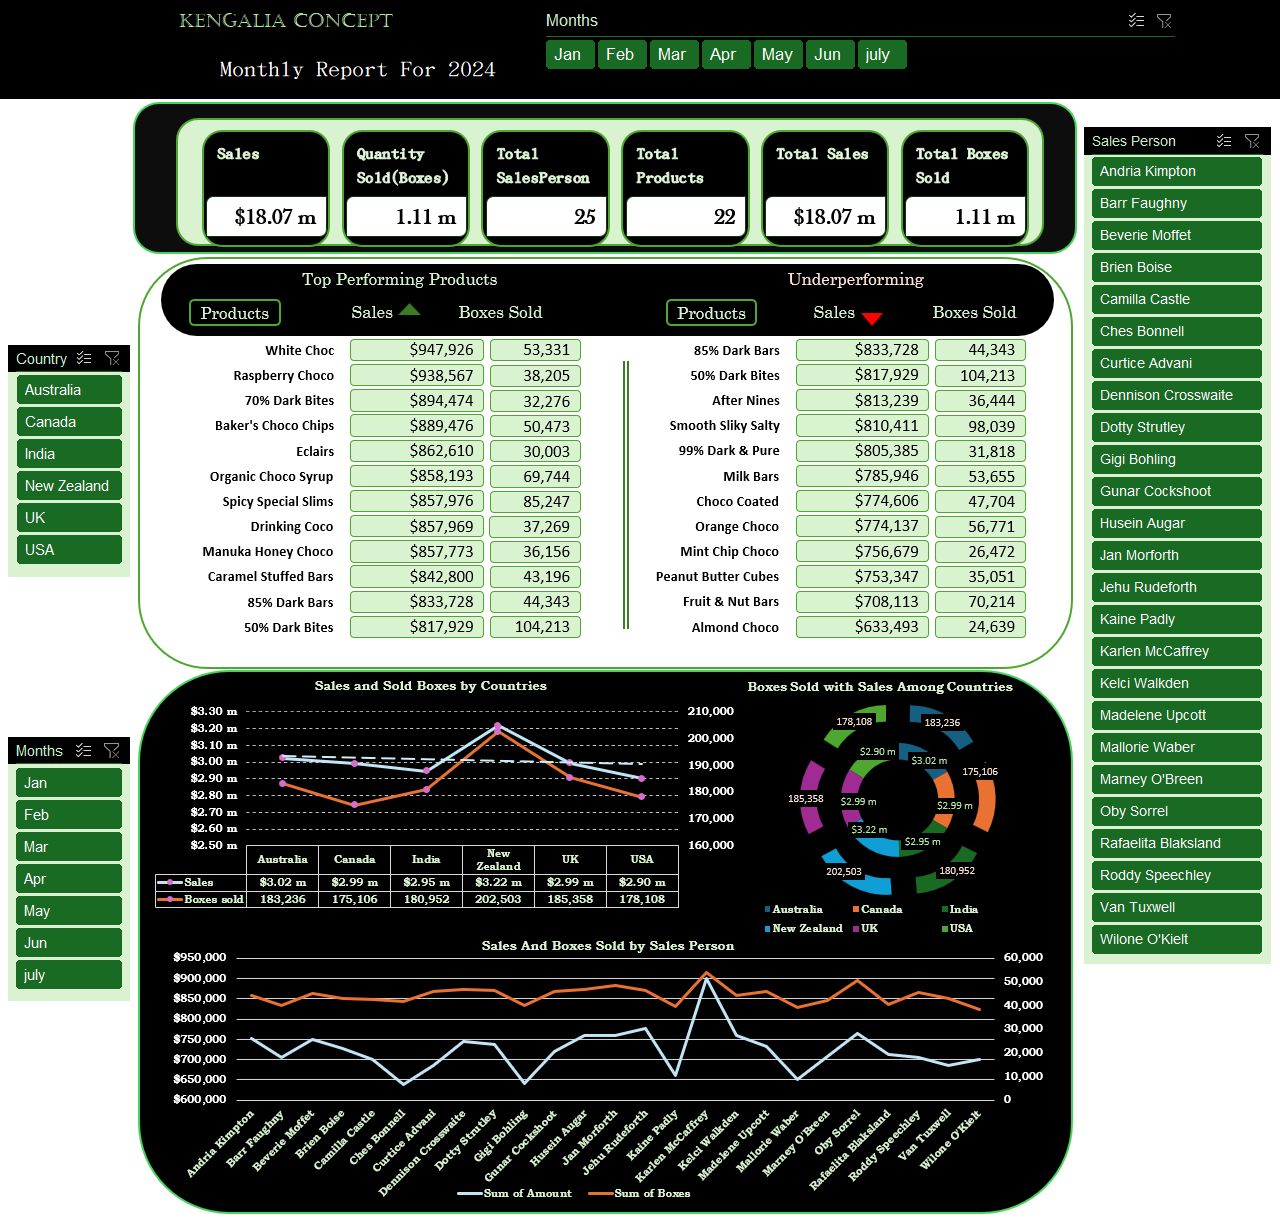 KENGALIA CONCEPT
Monthly Report For 2024
Months
Jan Feb Mar Apr May Jun july
Sales
$18.07 m
Quantity
Sold(Boxes)
1.11 m
Total
SalesPerson
25
Total
Products
22
Total Sales
$18.07 m
Total Boxes
Sold
1.11 m
Top Performing Products
Products Sales Boxes Sold
White Choc $947,926 53,331
Raspberry Choco $938,567 38,205
70% Dark Bites $894,474 32,276
Baker's Choco Chips $889,476 50,473
Eclairs $862,610 30,003
Organic Choco Syrup $858,193 69,744
Spicy Special Slims $857,976 85,247
Drinking Coco $857,969 37,269
Manuka Honey Choco $857,773 36,156
Caramel Stuffed Bars $842,800 43,196
85% Dark Bars $833,728 44,343
50% Dark Bites $817,929 104,213
Underperforming
Products Sales Boxes Sold
85% Dark Bars $833,728 44,343
50% Dark Bites $817,929 104,213
After Nines $813,239 36,444
Smooth Sliky Salty $810,411 98,039
99% Dark & Pure $805,385 31,818
Milk Bars $785,946 53,655
Choco Coated $774,606 47,704
Orange Choco $774,137 56,771
Mint Chip Choco $756,679 26,472
Peanut Butter Cubes $753,347 35,051
Fruit & Nut Bars $708,113 70,214
Almond Choco $633,493 24,639
Country
Australia
Canada
India
New Zealand
UK
USA
Months
Jan
Feb
Mar
Apr
May
Jun
july
Sales Person
Andria Kimpton
Barr Faughny
Beverie Moffet
Brien Boise
Camilla Castle
Ches Bonnell
Curtice Advani
Dennison Crosswaite
Dotty Strutley
Gigi Bohling
Gunar Cockshoot
Husein Augar
Jan Morforth
Jehu Rudeforth
Kaine Padly
Karlen McCaffrey
Kelci Walkden
Madelene Upcott
Mallorie Waber
Marney O'Breen
Oby Sorrel
Rafaelita Blaksland
Roddy Speechley
Van Tuxwell
Wilone O'Kielt
Sales and Sold Boxes by Countries
$3.30 m
$3.20 m
$3.10 m
$3.00 m
$2.90 m
$2.80 m
$2.70 m
$2.60 m
$2.50 m
210,000
200,000
190,000
180,000
170,000
160,000
Australia Canada India New Zealand UK USA
Sales $3.02 m $2.99 m $2.95 m $3.22 m $2.99 m $2.90 m
Boxes sold 183,236 175,106 180,952 202,503 185,358 178,108
Boxes Sold with Sales Among Countries
178,108
183,236
$2.90 m
$3.02 m
175,106
185,358
$2.99 m
$2.99 m
$3.22 m
$2.95 m
202,503
180,952
Australia Canada India
New Zealand UK USA
Sales And Boxes Sold by Sales Person
$950,000
$900,000
$850,000
$800,000
$750,000
$700,000
$650,000
$600,000
60,000
50,000
40,000
30,000
20,000
10,000
0
Andria Kimpton
Barr Faughny
Beverie Moffet
Brien Boise
Camilla Castle
Ches Bonnell
Curtice Advani
Dennison Crosswaite
Dotty Strutley
Gigi Bohling
Gunar Cockshoot
Husein Augar
Jan Morforth
Jehu Rudeforth
Kaine Padly
Karlen McCaffrey
Kelci Walkden
Madelene Upcott
Mallorie Waber
Marney O'Breen
Oby Sorrel
Rafaelita Blaksland
Roddy Speechley
Van Tuxwell
Wilone O'Kielt
Sum of Amount Sum of Boxes